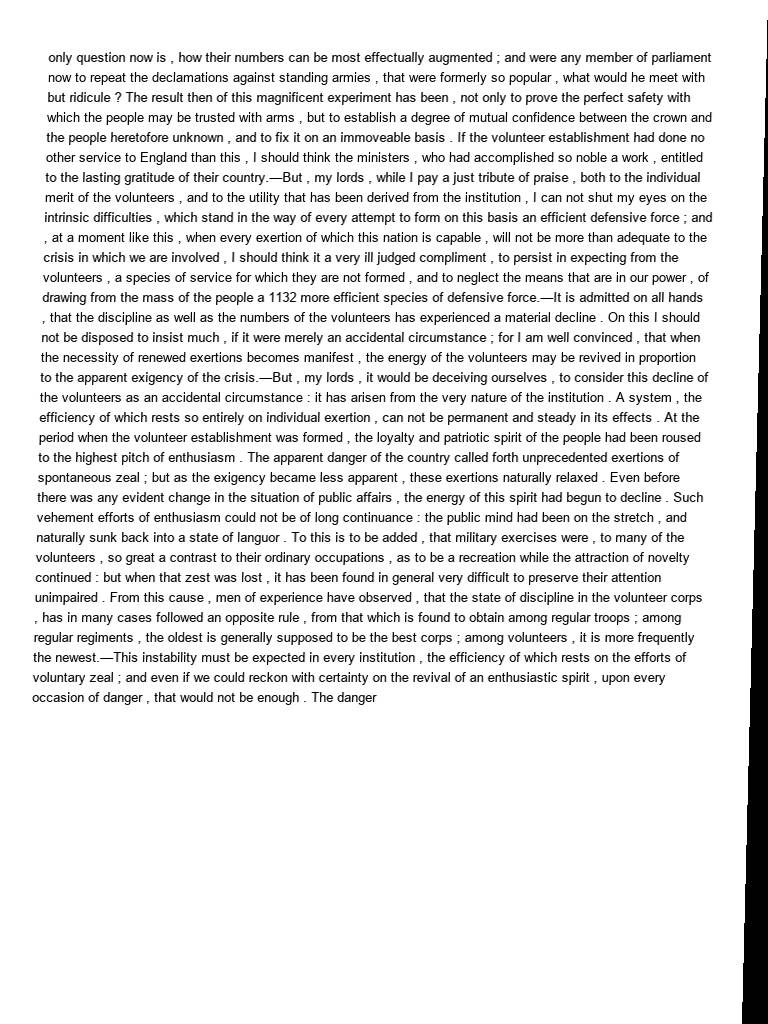 only question now is , how their numbers can be most effectually augmented ; and were any member of parliament
now to repeat the declamations against standing armies , that were formerly so popular , what would he meet with
but ridicule ? The result then of this magnificent experiment has been , not only to prove the perfect safety with
which the people may be trusted with arms , but to establish a degree of mutual confidence between the crown and
the people heretofore unknown , and to fix it on an immoveable basis . If the volunteer establishment had done no
other service to England than this , I should think the ministers , who had accomplished so noble a work , entitled
to the lasting gratitude of their country.—But , my lords , while I pay a just tribute of praise , both to the individual
merit of the volunteers , and to the utility that has been derived from the institution , I can not shut my eyes on the
intrinsic difficulties , which stand in the way of every attempt to form on this basis an efficient defensive force ; and
, at a moment like this , when every exertion of which this nation is capable , will not be more than adequate to the
crisis in which we are involved , I should think it a very ill judged compliment , to persist in expecting from the
volunteers , a species of service for which they are not formed , and to neglect the means that are in our power , of
drawing from the mass of the people a 1132 more efficient species of defensive force.—It is admitted on all hands
, that the discipline as well as the numbers of the volunteers has experienced a material decline . On this I should
not be disposed to insist much , if it were merely an accidental circumstance ; for I am well convinced , that when
the necessity of renewed exertions becomes manifest , the energy of the volunteers may be revived in proportion
to the apparent exigency of the crisis.—But , my lords , it would be deceiving ourselves , to consider this decline of
the volunteers as an accidental circumstance : it has arisen from the very nature of the institution . A system , the
efficiency of which rests so entirely on individual exertion , can not be permanent and steady in its effects . At the
period when the volunteer establishment was formed , the loyalty and patriotic spirit of the people had been roused
to the highest pitch of enthusiasm . The apparent danger of the country called forth unprecedented exertions of
spontaneous zeal ; but as the exigency became less apparent , these exertions naturally relaxed . Even before
there was any evident change in the situation of public affairs , the energy of this spirit had begun to decline . Such
vehement efforts of enthusiasm could not be of long continuance : the public mind had been on the stretch , and
naturally sunk back into a state of languor . To this is to be added , that military exercises were , to many of the
volunteers , so great a contrast to their ordinary occupations , as to be a recreation while the attraction of novelty
continued : but when that zest was lost , it has been found in general very difficult to preserve their attention
unimpaired . From this cause , men of experience have observed , that the state of discipline in the volunteer corps
, has in many cases followed an opposite rule , from that which is found to obtain among regular troops ; among
regular regiments , the oldest is generally supposed to be the best corps ; among volunteers , it is more frequently
the newest.—This instability must be expected in every institution , the efficiency of which rests on the efforts of
voluntary zeal ; and even if we could reckon with certainty on the revival of an enthusiastic spirit , upon every
occasion of danger , that would not be enough . The danger